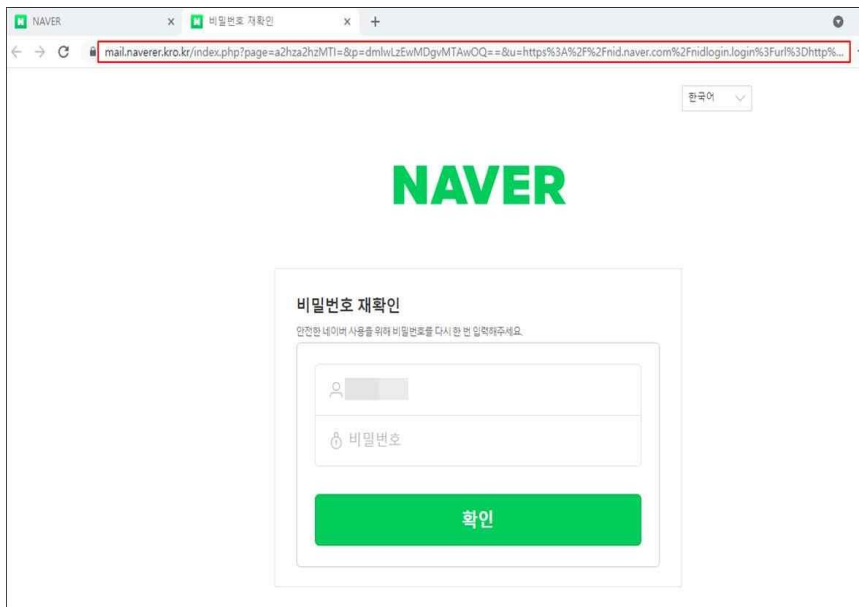 NAVER
비밀번호 재확인
mail.naverer.kro.kr/index.php?page=a2hza2hzMTI=&p=dmlwLzEwMDgvMTAwOQ==&u=https%3A%2F%2Fnid.naver.com%2Fnidlogin.login%3Furl%3Dhttp%...
한국어
NAVER
비밀번호 재확인
안전한 네이버 사용을 위해 비밀번호를 다시 한 번 입력해주세요.
비밀번호
확인